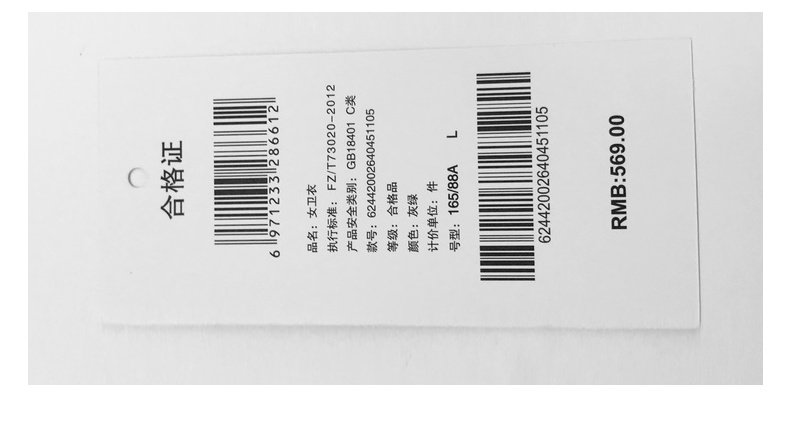 合格证
6 971233 286612
品名：女卫衣
执行标准：FZ/T73020-2012
产品安全类别：GB18401 C类
款号：62442002640451105
等级：合格品
颜色：灰绿
计价单位：件
号型：165/88A L
62442002640451105
RMB:569.00